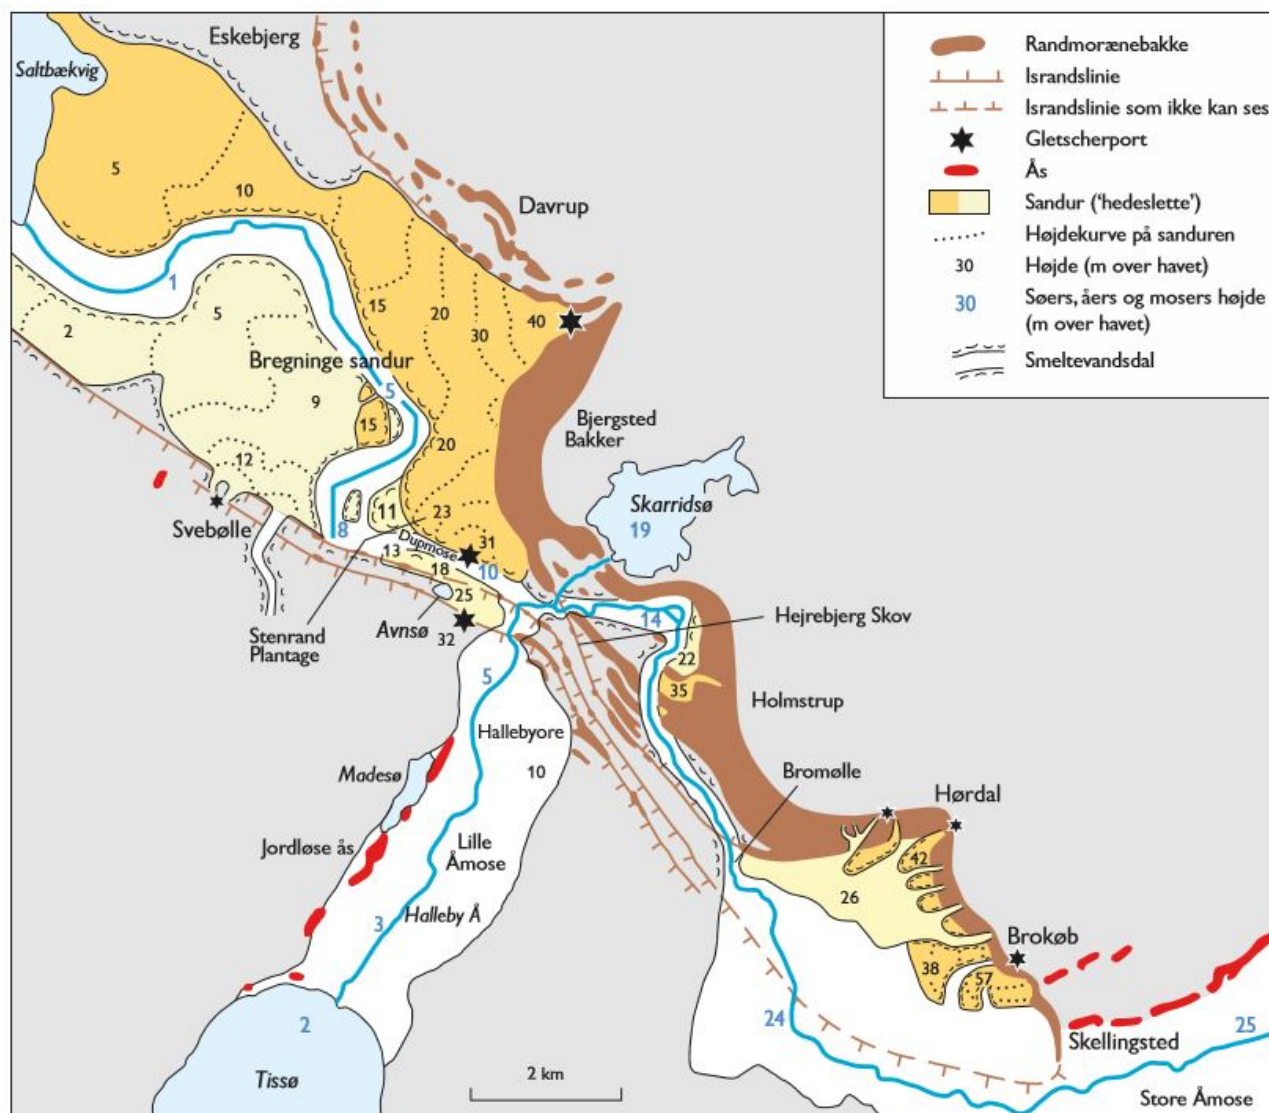 Eskebjerg
Saltbækvig
5
10
Davrup
1
2
5
15
20
30
40
Bregninge sandur
5
9
15
12
20
Bjergsted
Bakker
Skarridsø
19
Svebølle
8
11
23
Dupmose
31
13
18
10
25
Avnsø
32
Stenrand
Plantage
14
Hejrebjerg Skov
22
35
5
Holmstrup
Hallebyore
10
Madesø
Bromølle
Hørdal
Jordløse ås
Lille
Åmose
42
26
Halleby Å
3
Brokøb
38
57
2
24
25
Skellingsted
Tissø
2 km
Store Åmose
Randmorænebakke
Israndslinie
Israndslinie som ikke kan ses
Gletscherport
Ås
Sandur (‘hedeslette’)
Højdekurve på sanduren
30
Højde (m over havet)
30
Søers, åers og mosers højde
(m over havet)
Smeltevandsdal